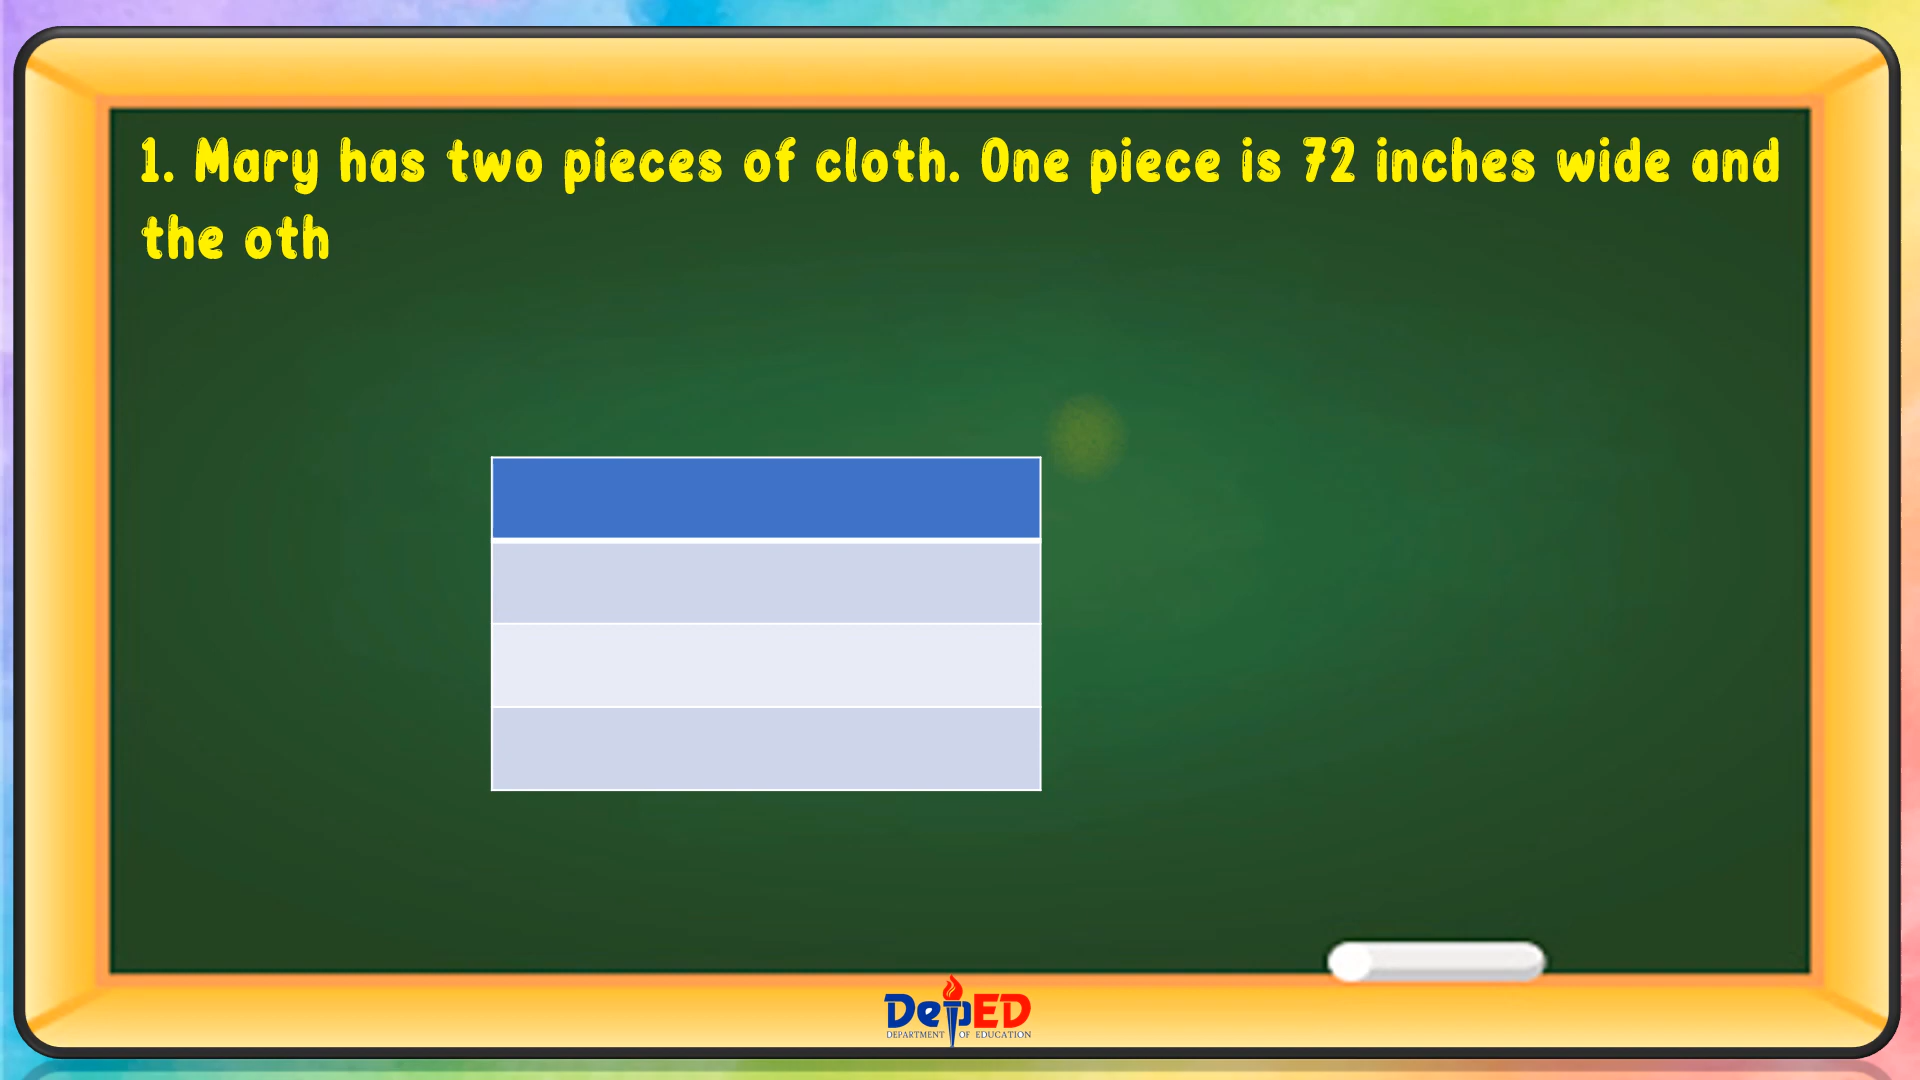 1. Mary has two pieces of cloth. One piece is 72 inches wide and
the oth
DepED
DEPARTMENT OF EDUCATION